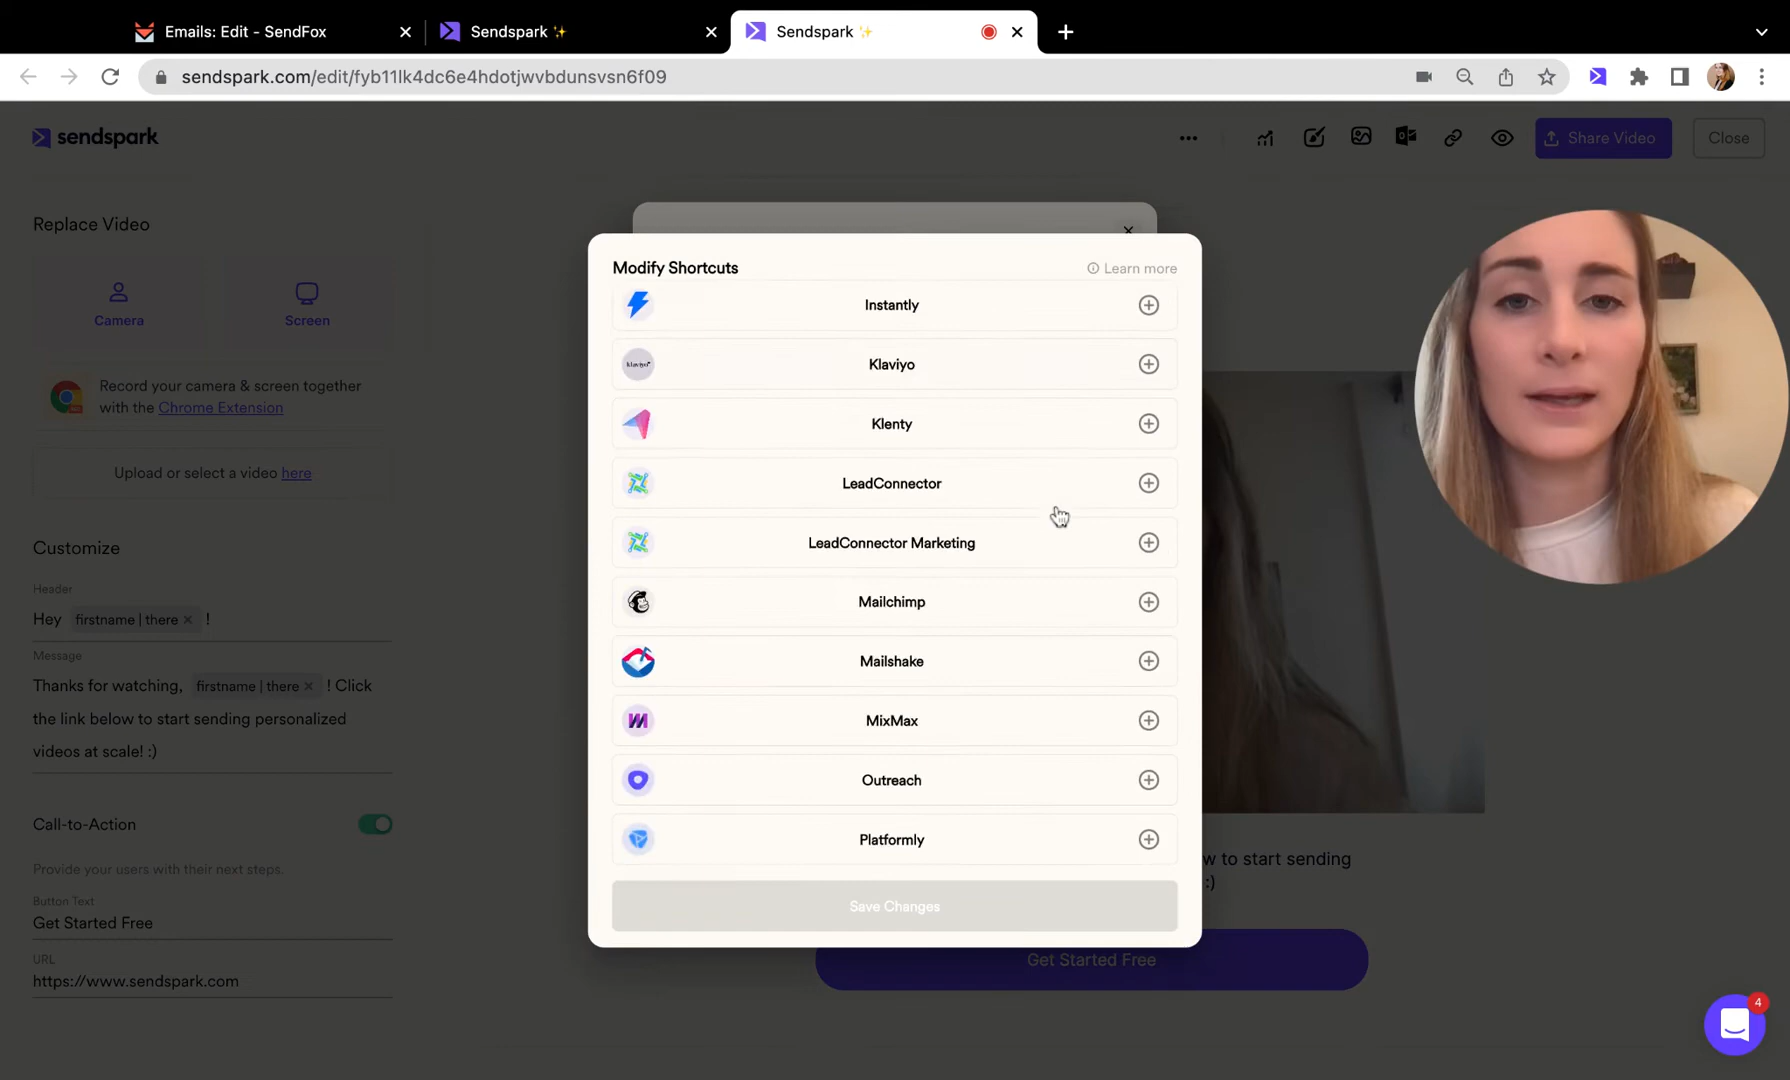 Emails: Edit - SendFox
Sendspark ✨
Sendspark ✨
sendspark.com/edit/fyb11lk4dc6e4hdotjwvbdunsvsn6f09
sendspark
Share Video
Close
Replace Video
Camera
Screen
Record your camera & screen together
with the Chrome Extension
Upload or select a video here
Customize
Header
Hey firstname | there × !
Message
Thanks for watching, firstname | there × ! Click
the link below to start sending personalized
videos at scale! :)
Call-to-Action
Provide your users with their next steps.
Button Text
Get Started Free
URL
https://www.sendspark.com
Modify Shortcuts
Learn more
Instantly
klaviyo
Klaviyo
Klenty
LeadConnector
LeadConnector Marketing
Mailchimp
Mailshake
MixMax
Outreach
Platformly
Save Changes
w to start sending
:)
Get Started Free
4